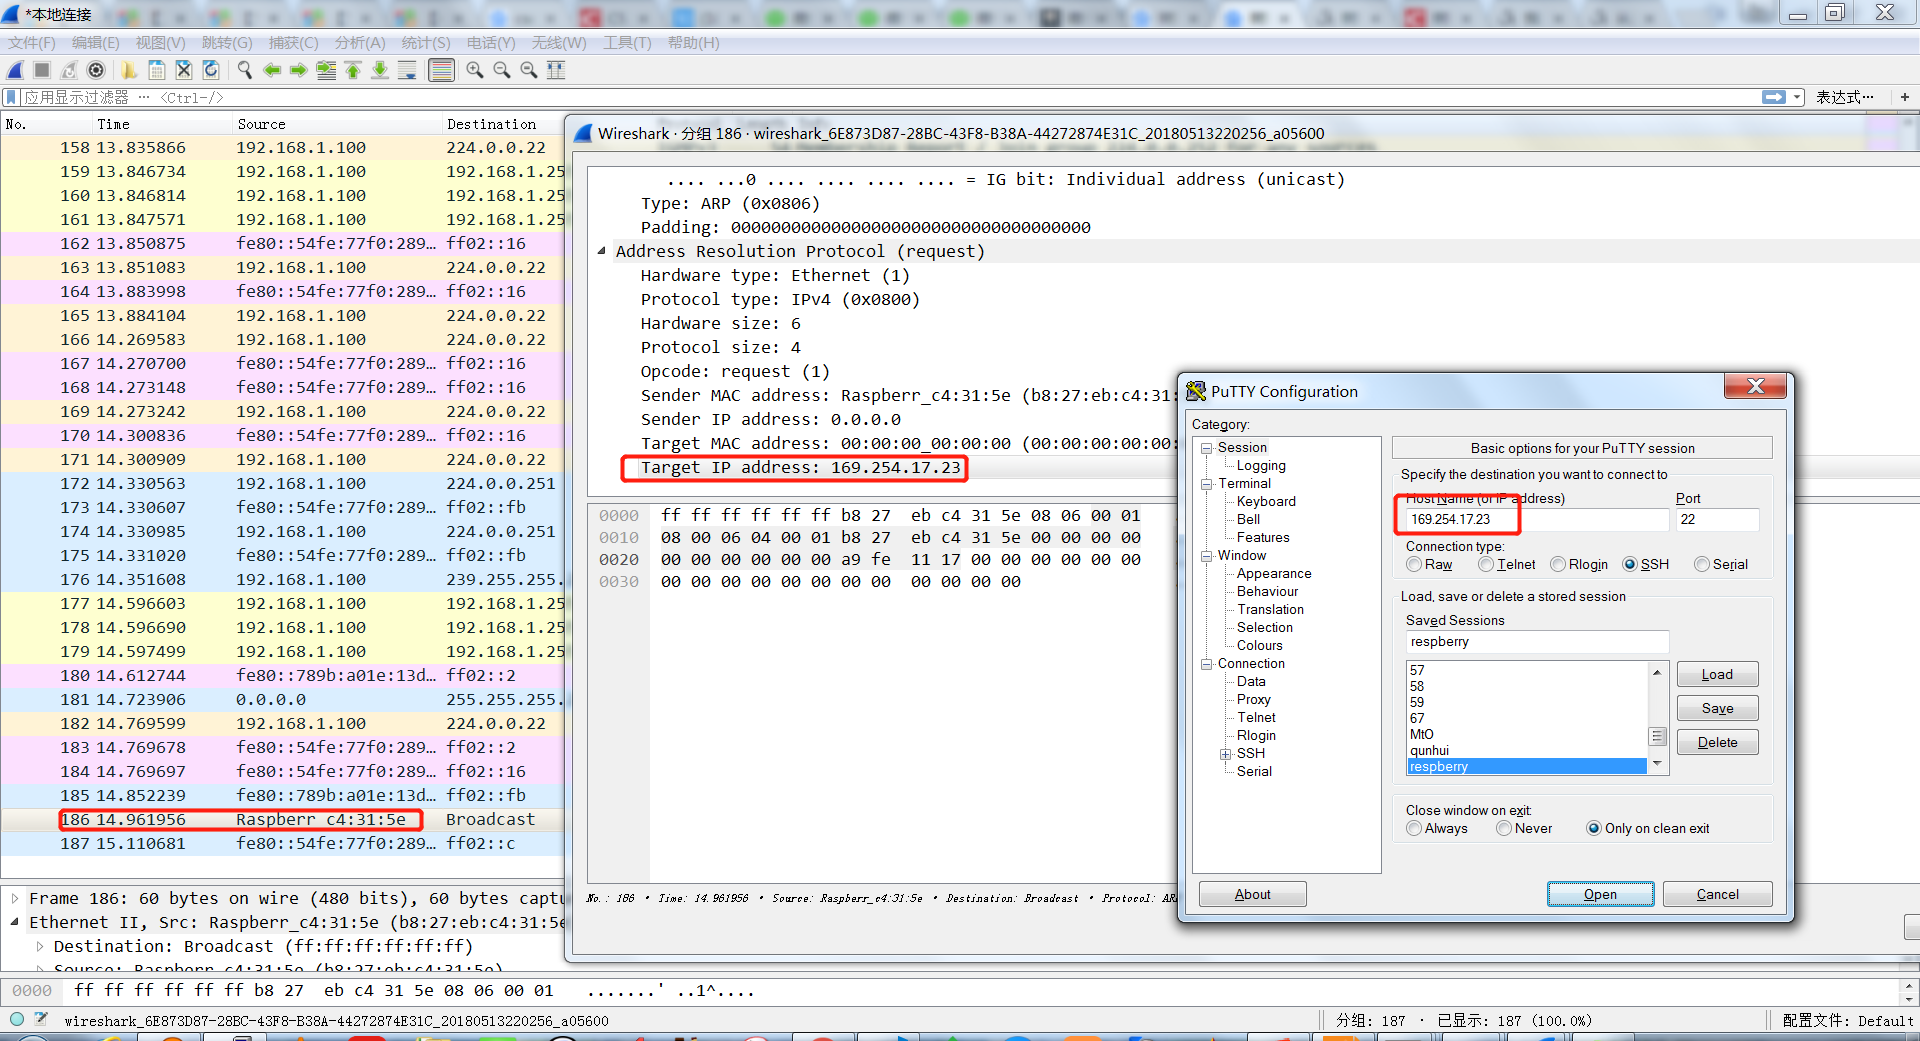 *本地连接
文件(F) 编辑(E) 视图(V) 跳转(G) 捕获(C) 分析(A) 统计(S) 电话(Y) 无线(W) 工具(T) 帮助(H)
应用显示过滤器 … <Ctrl-/> 表达式… +
No. Time Source Destination
158 13.835866 192.168.1.100 224.0.0.22
159 13.846734 192.168.1.100 192.168.1.25
160 13.846814 192.168.1.100 192.168.1.25
161 13.847571 192.168.1.100 192.168.1.25
162 13.850875 fe80::54fe:77f0:289… ff02::16
163 13.851083 192.168.1.100 224.0.0.22
164 13.883998 fe80::54fe:77f0:289… ff02::16
165 13.884104 192.168.1.100 224.0.0.22
166 14.269583 192.168.1.100 224.0.0.22
167 14.270700 fe80::54fe:77f0:289… ff02::16
168 14.273148 fe80::54fe:77f0:289… ff02::16
169 14.273242 192.168.1.100 224.0.0.22
170 14.300836 fe80::54fe:77f0:289… ff02::16
171 14.300909 192.168.1.100 224.0.0.22
172 14.330563 192.168.1.100 224.0.0.251
173 14.330607 fe80::54fe:77f0:289… ff02::fb
174 14.330985 192.168.1.100 224.0.0.251
175 14.331020 fe80::54fe:77f0:289… ff02::fb
176 14.351608 192.168.1.100 239.255.255.
177 14.596603 192.168.1.100 192.168.1.25
178 14.596690 192.168.1.100 192.168.1.25
179 14.597499 192.168.1.100 192.168.1.25
180 14.612744 fe80::789b:a01e:13d… ff02::2
181 14.723906 0.0.0.0 255.255.255.
182 14.769599 192.168.1.100 224.0.0.22
183 14.769678 fe80::54fe:77f0:289… ff02::2
184 14.769697 fe80::54fe:77f0:289… ff02::16
185 14.852239 fe80::789b:a01e:13d… ff02::fb
186 14.961956 Raspberr_c4:31:5e Broadcast
187 15.110681 fe80::54fe:77f0:289… ff02::c
Frame 186: 60 bytes on wire (480 bits), 60 bytes captu
Ethernet II, Src: Raspberr_c4:31:5e (b8:27:eb:c4:31:5e
Destination: Broadcast (ff:ff:ff:ff:ff:ff)
Source: Raspberr_c4:31:5e (b8:27:eb:c4:31:5e)
0000 ff ff ff ff ff ff b8 27 eb c4 31 5e 08 06 00 01 .......' ..1^....
wireshark_6E873D87-28BC-43F8-B38A-44272874E31C_20180513220256_a05600 分组: 187 · 已显示: 187 (100.0%) 配置文件: Default
Wireshark · 分组 186 · wireshark_6E873D87-28BC-43F8-B38A-44272874E31C_20180513220256_a05600
.... ...0 .... .... .... .... = IG bit: Individual address (unicast)
Type: ARP (0x0806)
Padding: 000000000000000000000000000000000000
Address Resolution Protocol (request)
Hardware type: Ethernet (1)
Protocol type: IPv4 (0x0800)
Hardware size: 6
Protocol size: 4
Opcode: request (1)
Sender MAC address: Raspberr_c4:31:5e (b8:27:eb:c4:31:
Sender IP address: 0.0.0.0
Target MAC address: 00:00:00_00:00:00 (00:00:00:00:00:
Target IP address: 169.254.17.23
0000 ff ff ff ff ff ff b8 27 eb c4 31 5e 08 06 00 01
0010 08 00 06 04 00 01 b8 27 eb c4 31 5e 00 00 00 00
0020 00 00 00 00 00 00 a9 fe 11 17 00 00 00 00 00 00
0030 00 00 00 00 00 00 00 00 00 00 00 00
No.: 186 • Time: 14.961956 • Source: Raspberr_c4:31:5e • Destination: Broadcast • Protocol: AR
PuTTY Configuration
Category:
Session
Logging
Terminal
Keyboard
Bell
Features
Window
Appearance
Behaviour
Translation
Selection
Colours
Connection
Data
Proxy
Telnet
Rlogin
SSH
Serial
Basic options for your PuTTY session
Specify the destination you want to connect to
Host Name (or IP address) Port
169.254.17.23 22
Connection type:
Raw Telnet Rlogin SSH Serial
Load, save or delete a stored session
Saved Sessions
respberry
57
58
59
67
MtO
qunhui
respberry
Load
Save
Delete
Close window on exit:
Always Never Only on clean exit
About Open Cancel